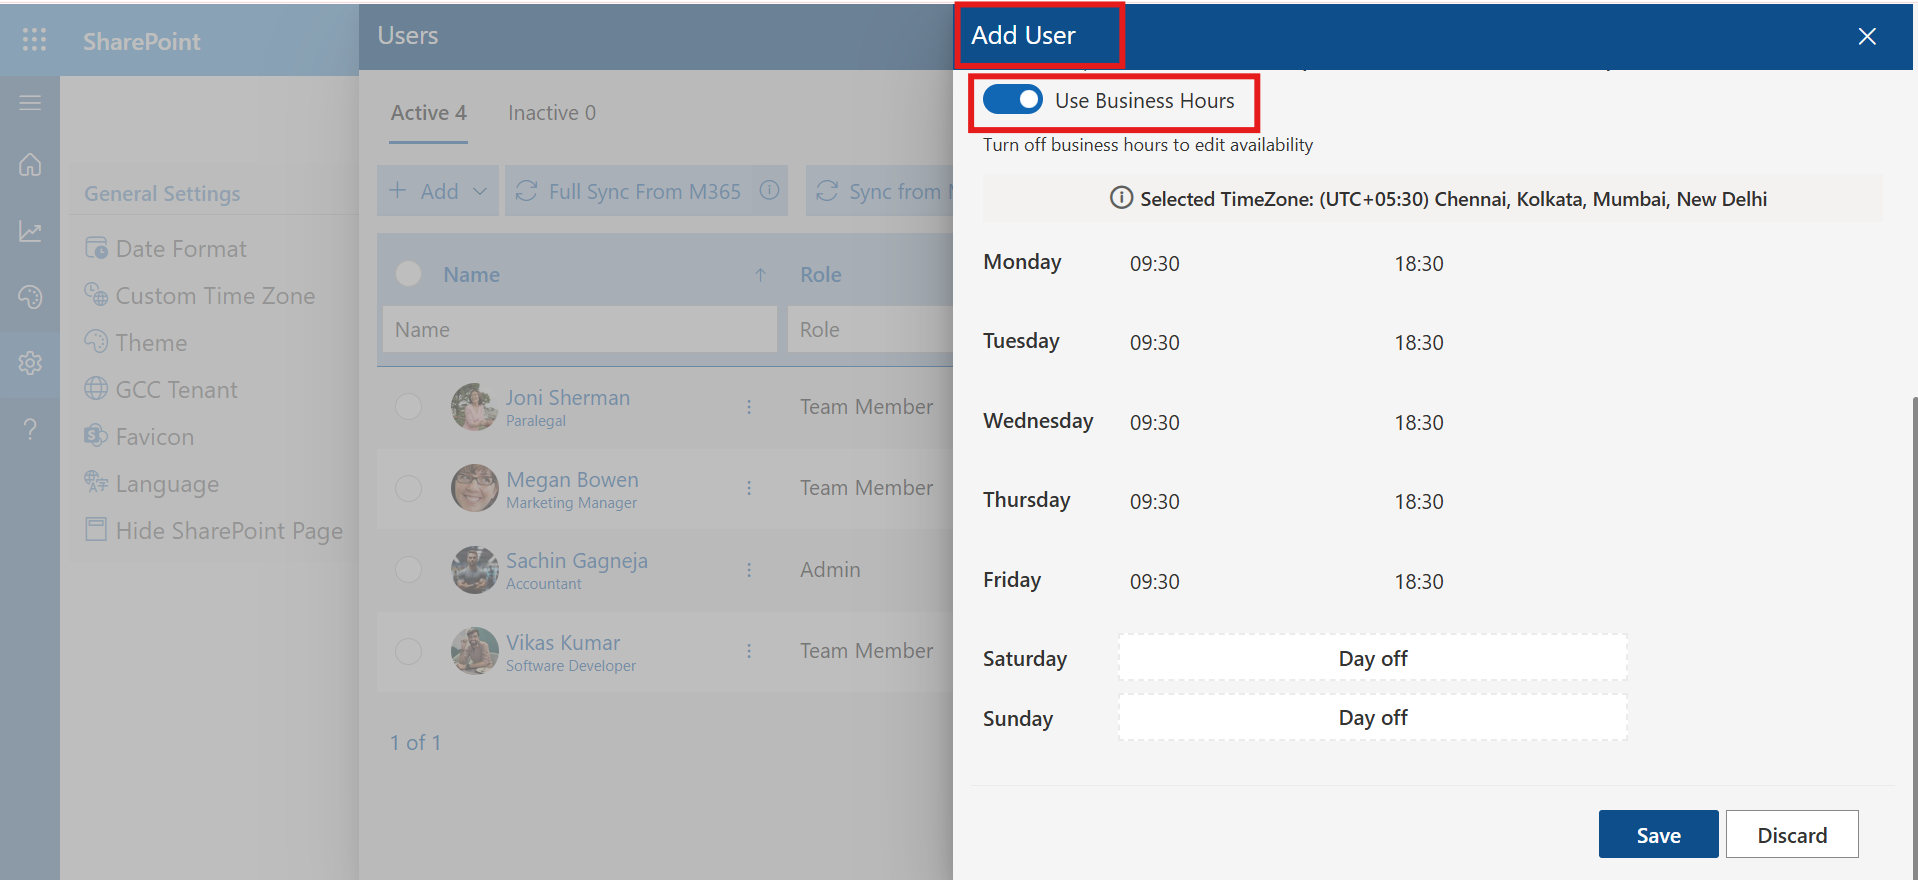 SharePoint
Users
Add User
Active 4
Inactive 0
Use Business Hours
Turn off business hours to edit availability
General Settings
Date Format
Custom Time Zone
Theme
GCC Tenant
Favicon
Language
Hide SharePoint Page
Add
Full Sync From M365
Sync from
Name
Role
Name
Role
Joni Sherman
Paralegal
Team Member
Megan Bowen
Marketing Manager
Team Member
Sachin Gagneja
Accountant
Admin
Vikas Kumar
Software Developer
Team Member
1 of 1
Selected TimeZone: (UTC+05:30) Chennai, Kolkata, Mumbai, New Delhi
Monday 09:30 18:30
Tuesday 09:30 18:30
Wednesday 09:30 18:30
Thursday 09:30 18:30
Friday 09:30 18:30
Saturday Day off
Sunday Day off
Save
Discard